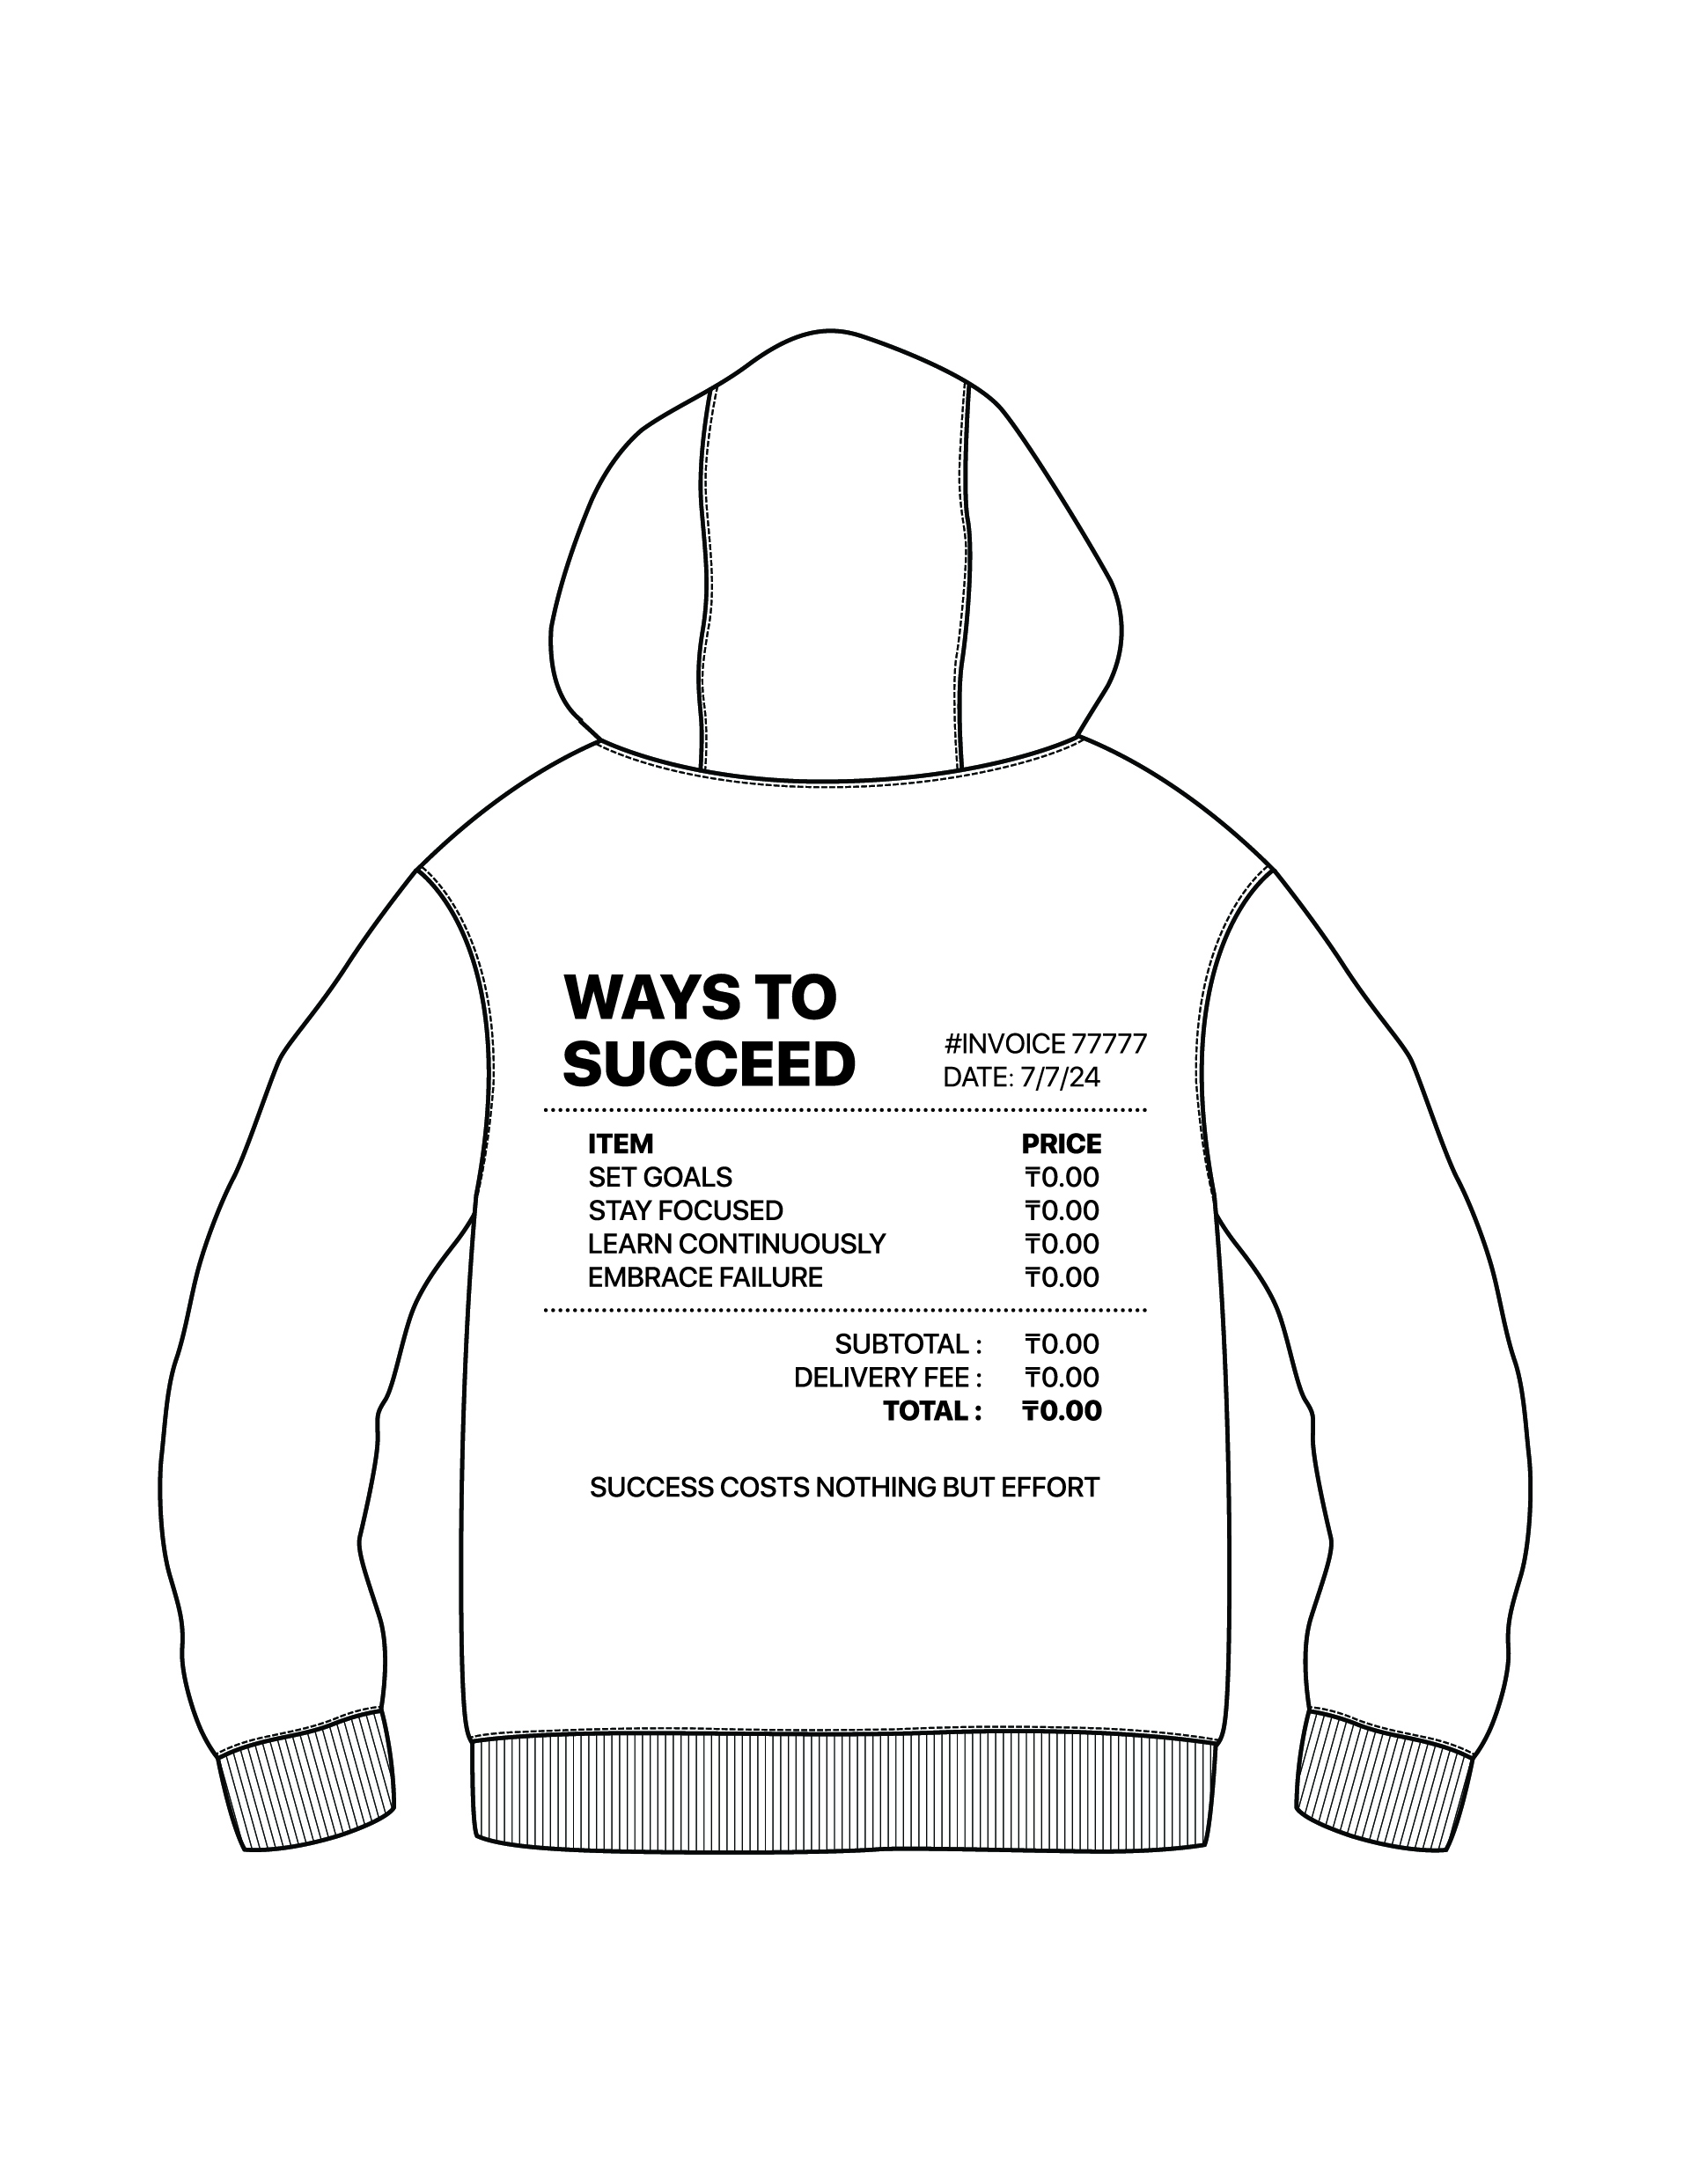 WAYS TO
SUCCEED
#INVOICE 77777
DATE: 7/7/24
ITEM PRICE
SET GOALS ₸0.00
STAY FOCUSED ₸0.00
LEARN CONTINUOUSLY ₸0.00
EMBRACE FAILURE ₸0.00
SUBTOTAL : ₸0.00
DELIVERY FEE : ₸0.00
TOTAL : ₸0.00
SUCCESS COSTS NOTHING BUT EFFORT